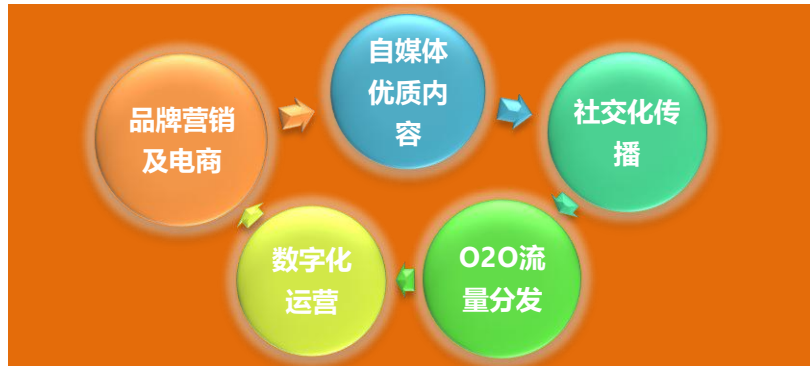 品牌营销
及电商
自媒体
优质内
容
社交化传
播
O2O流
量分发
数字化
运营